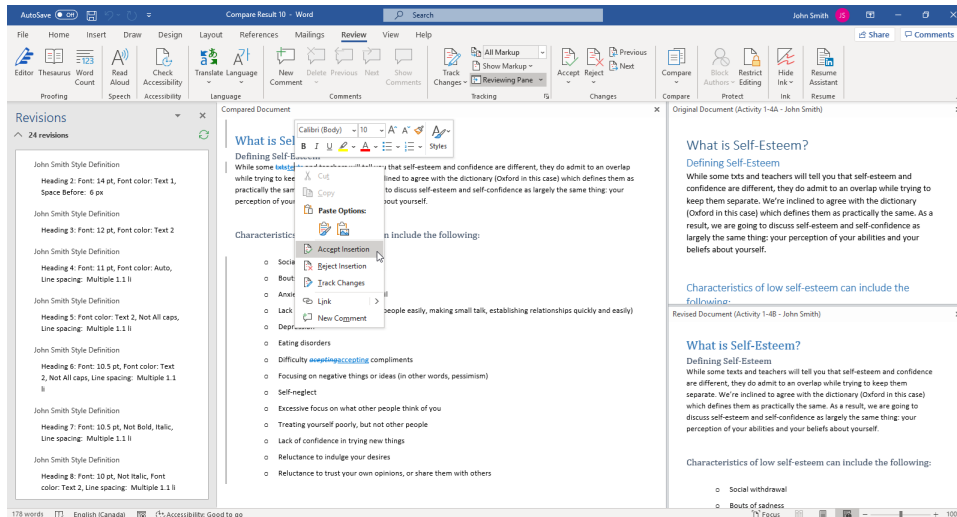 AutoSave Off Compare Result 10 - Word Search John Smith JS
File Home Insert Draw Design Layout References Mailings Review View Help Share Comments
Editor Thesaurus Word Count Read Aloud Check Accessibility Translate Language New Comment Delete Previous Next Show Comments Track Changes All Markup Show Markup Reviewing Pane Accept Reject Previous Next Compare Block Authors Restrict Editing Hide Ink Resume Assistant
Proofing Speech Accessibility Language Comments Tracking Changes Compare Protect Ink Resume
Revisions
24 revisions
John Smith Style Definition
Heading 2: Font: 14 pt, Font color: Text 1,
Space Before: 6 px
John Smith Style Definition
Heading 3: Font: 12 pt, Font color: Text 2
John Smith Style Definition
Heading 4: Font: 11 pt, Font color: Auto,
Line spacing: Multiple 1.1 li
John Smith Style Definition
Heading 5: Font color: Text 2, Not All caps,
Line spacing: Multiple 1.1 li
John Smith Style Definition
Heading 6: Font: 10.5 pt, Font color: Text
2, Not All caps, Line spacing: Multiple 1.1
li
John Smith Style Definition
Heading 7: Font: 10.5 pt, Not Bold, Italic,
Line spacing: Multiple 1.1 li
John Smith Style Definition
Heading 8: Font: 10 pt, Not Italic, Font
color: Text 2, Line spacing: Multiple 1.1 li
Compared Document
What is Sel
Defining Self-Esteem
While some txtstexts and teachers will tell you that self-esteem and confidence are different, they do admit to an overlap
while trying to kee lined to agree with the dictionary (Oxford in this case) which defines them as
practically the sam to discuss self-esteem and self-confidence as largely the same thing: your
perception of you bout yourself.
Characteristics n include the following:
Socia
Bout
Anxie l
Lack people easily, making small talk, establishing relationships quickly and easily)
Depression
Eating disorders
Difficulty aceptingaccepting compliments
Focusing on negative things or ideas (in other words, pessimism)
Self-neglect
Excessive focus on what other people think of you
Treating yourself poorly, but not other people
Lack of confidence in trying new things
Reluctance to indulge your desires
Reluctance to trust your own opinions, or share them with others
Calibri (Body) 10 A A
B I U A Styles
Cut
Copy
Paste Options:
Accept Insertion
Reject Insertion
Track Changes
Link
New Comment
Original Document (Activity 1-4A - John Smith)
What is Self-Esteem?
Defining Self-Esteem
While some txts and teachers will tell you that self-esteem and
confidence are different, they do admit to an overlap while trying to
keep them separate. We're inclined to agree with the dictionary
(Oxford in this case) which defines them as practically the same. As a
result, we are going to discuss self-esteem and self-confidence as
largely the same thing: your perception of your abilities and your
beliefs about yourself.
Characteristics of low self-esteem can include the
following:
Revised Document (Activity 1-4B - John Smith)
What is Self-Esteem?
Defining Self-Esteem
While some texts and teachers will tell you that self-esteem and confidence
are different, they do admit to an overlap while trying to keep them
separate. We're inclined to agree with the dictionary (Oxford in this case)
which defines them as practically the same. As a result, we are going to
discuss self-esteem and self-confidence as largely the same thing: your
perception of your abilities and your beliefs about yourself.
Characteristics of low self-esteem can include the following:
Social withdrawal
Bouts of sadness
178 words English (Canada) Accessibility: Good to go Focus 100